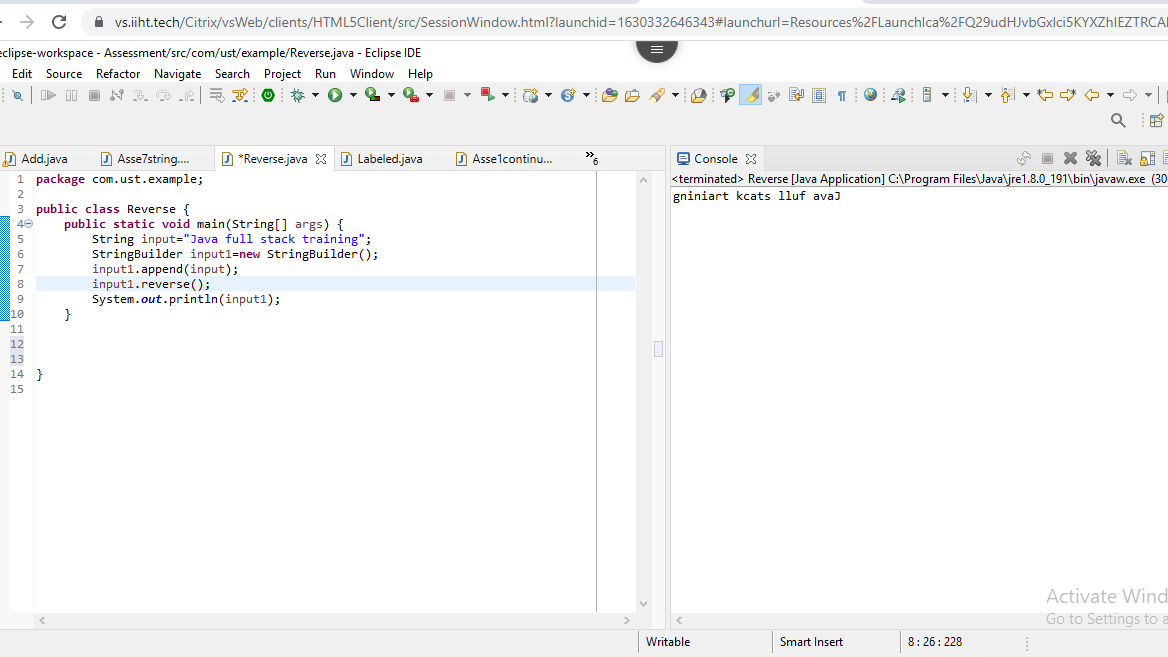 vs.iiht.tech/Citrix/vsWeb/clients/HTML5Client/src/SessionWindow.html?launchid=1630332646343#launchurl=Resources%2FLaunchIca%2FQ29udHJvbGxlci5KYXZhIEZTRCA
eclipse-workspace - Assessment/src/com/ust/example/Reverse.java - Eclipse IDE
Edit Source Refactor Navigate Search Project Run Window Help
Add.java Asse7string.... *Reverse.java Labeled.java Asse1continu... »6
1 package com.ust.example;
2
3 public class Reverse {
4 public static void main(String[] args) {
5 String input="Java full stack training";
6 StringBuilder input1=new StringBuilder();
7 input1.append(input);
8 input1.reverse();
9 System.out.println(input1);
10 }
11
12
13
14 }
15
Console
<terminated> Reverse [Java Application] C:\Program Files\Java\jre1.8.0_191\bin\javaw.exe (30
gniniart kcats lluf avaJ
Activate Wind
Go to Settings to a
Writable Smart Insert 8 : 26 : 228